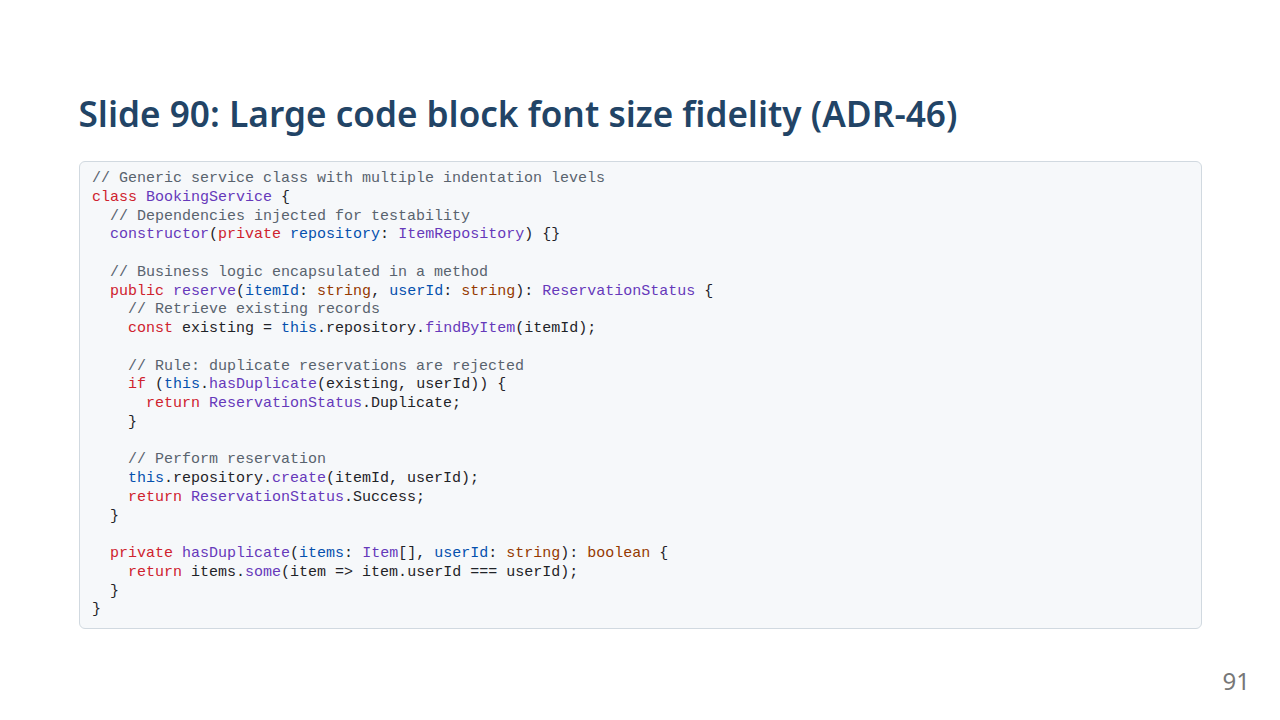 Slide 90: Large code block font size fidelity (ADR-46)
// Generic service class with multiple indentation levels
class BookingService {
  // Dependencies injected for testability
  constructor(private repository: ItemRepository) {}

  // Business logic encapsulated in a method
  public reserve(itemId: string, userId: string): ReservationStatus {
    // Retrieve existing records
    const existing = this.repository.findByItem(itemId);

    // Rule: duplicate reservations are rejected
    if (this.hasDuplicate(existing, userId)) {
      return ReservationStatus.Duplicate;
    }

    // Perform reservation
    this.repository.create(itemId, userId);
    return ReservationStatus.Success;
  }

  private hasDuplicate(items: Item[], userId: string): boolean {
    return items.some(item => item.userId === userId);
  }
}
91